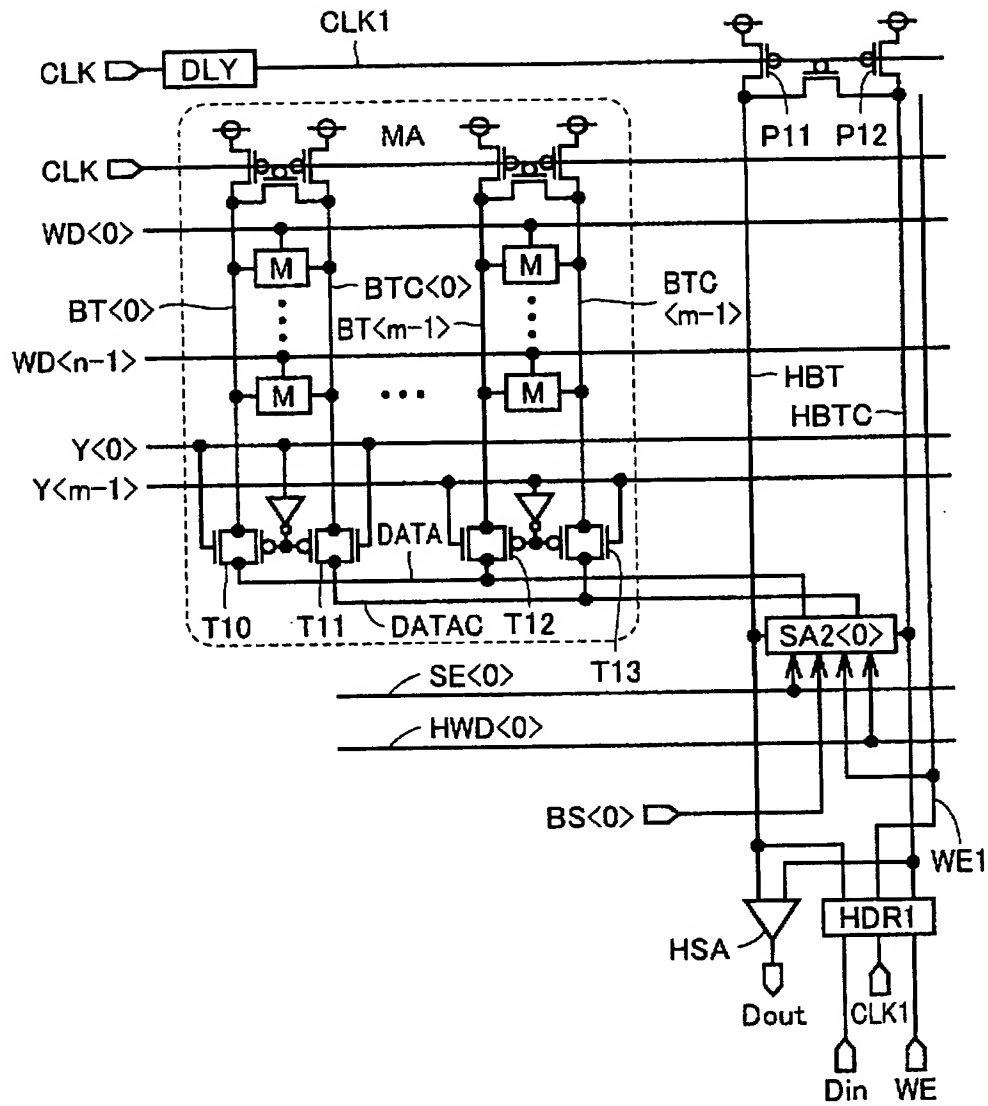 CLK1
CLK
DLY
P11
P12
MA
CLK
WD<0>
M
M
BT<0>
BTC<0>
BT<m-1>
BTC
<m-1>
WD<n-1>
M
M
HBT
HBTC
Y<0>
Y<m-1>
DATA
T10
T11
DATAC
T12
T13
SA2<0>
SE<0>
HWD<0>
BS<0>
WE1
HDR1
HSA
Dout
CLK1
Din
WE